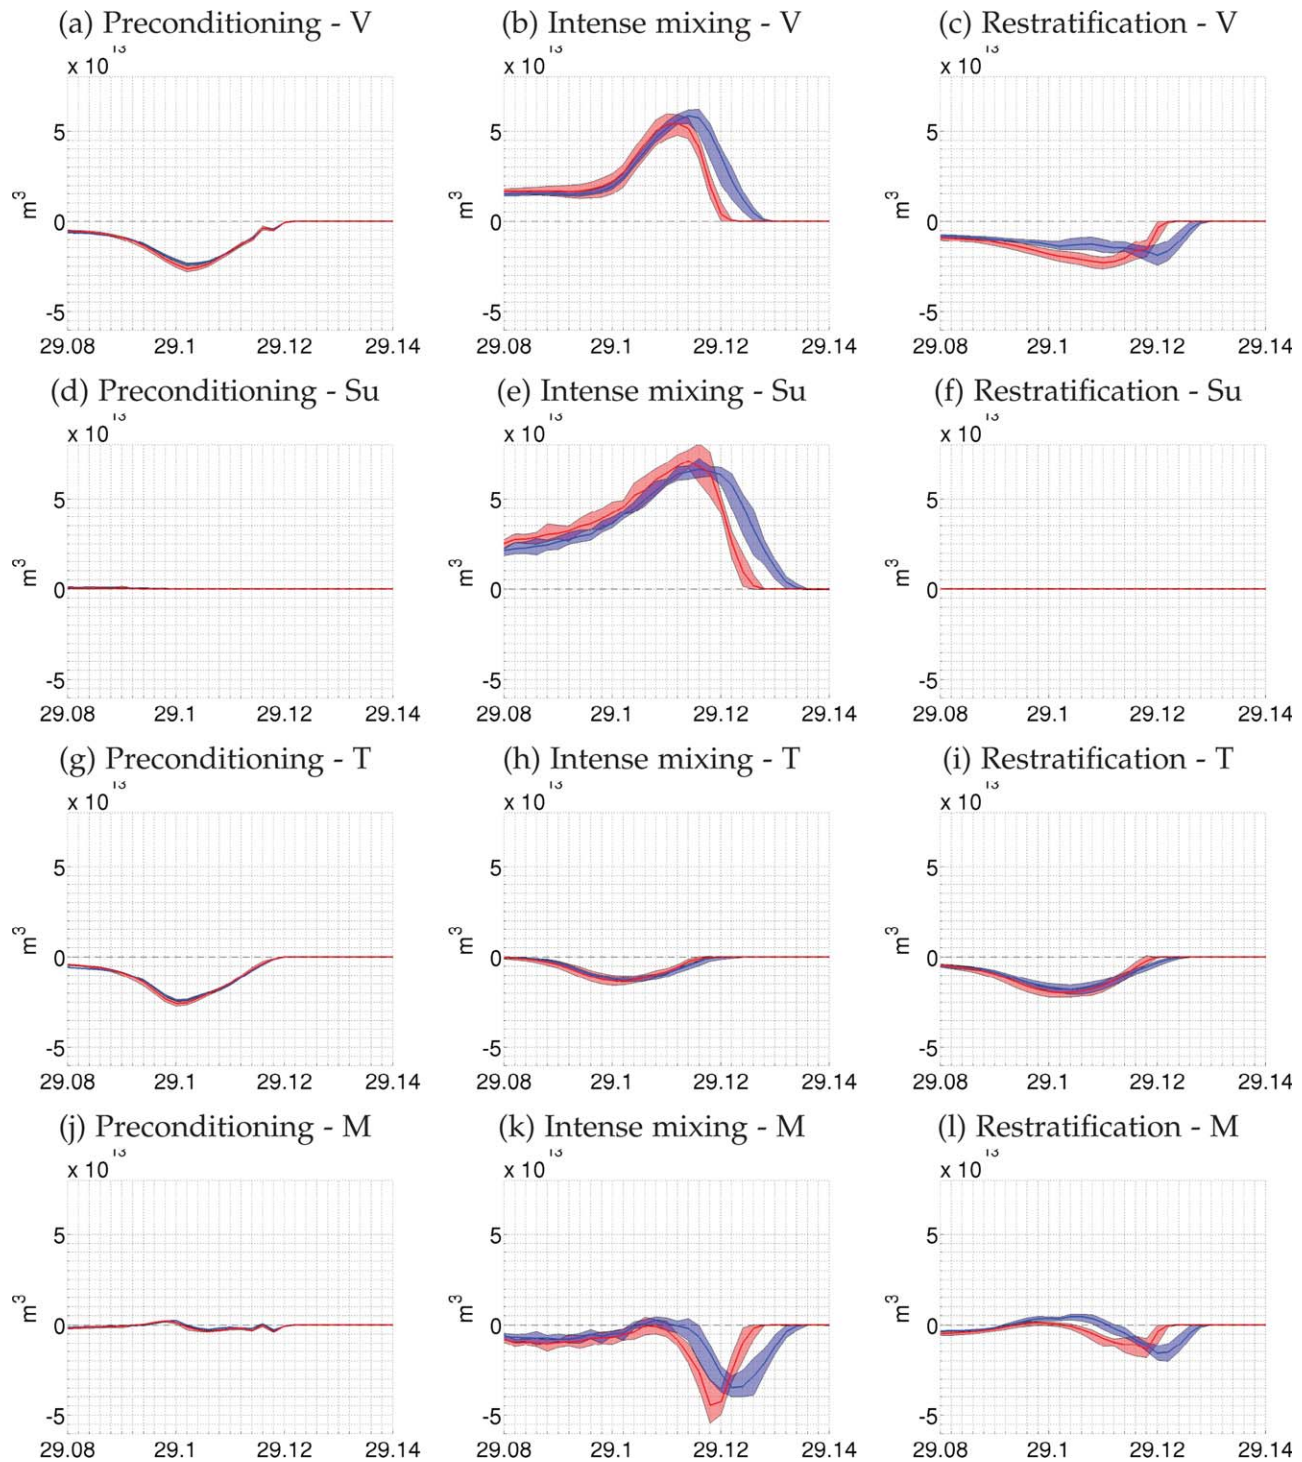 (a) Preconditioning - V
(b) Intense mixing - V
(c) Restratification - V
x 10 13
x 10 13
x 10 13
m3
5
0
-5
29.08 29.1 29.12 29.14
m3
5
0
-5
29.08 29.1 29.12 29.14
m3
5
0
-5
29.08 29.1 29.12 29.14
(d) Preconditioning - Su
(e) Intense mixing - Su
(f) Restratification - Su
x 10 13
x 10 13
x 10 13
m3
5
0
-5
29.08 29.1 29.12 29.14
m3
5
0
-5
29.08 29.1 29.12 29.14
m3
5
0
-5
29.08 29.1 29.12 29.14
(g) Preconditioning - T
(h) Intense mixing - T
(i) Restratification - T
x 10 13
x 10 13
x 10 13
m3
5
0
-5
29.08 29.1 29.12 29.14
m3
5
0
-5
29.08 29.1 29.12 29.14
m3
5
0
-5
29.08 29.1 29.12 29.14
(j) Preconditioning - M
(k) Intense mixing - M
(l) Restratification - M
x 10 13
x 10 13
x 10 13
m3
5
0
-5
29.08 29.1 29.12 29.14
m3
5
0
-5
29.08 29.1 29.12 29.14
m3
5
0
-5
29.08 29.1 29.12 29.14